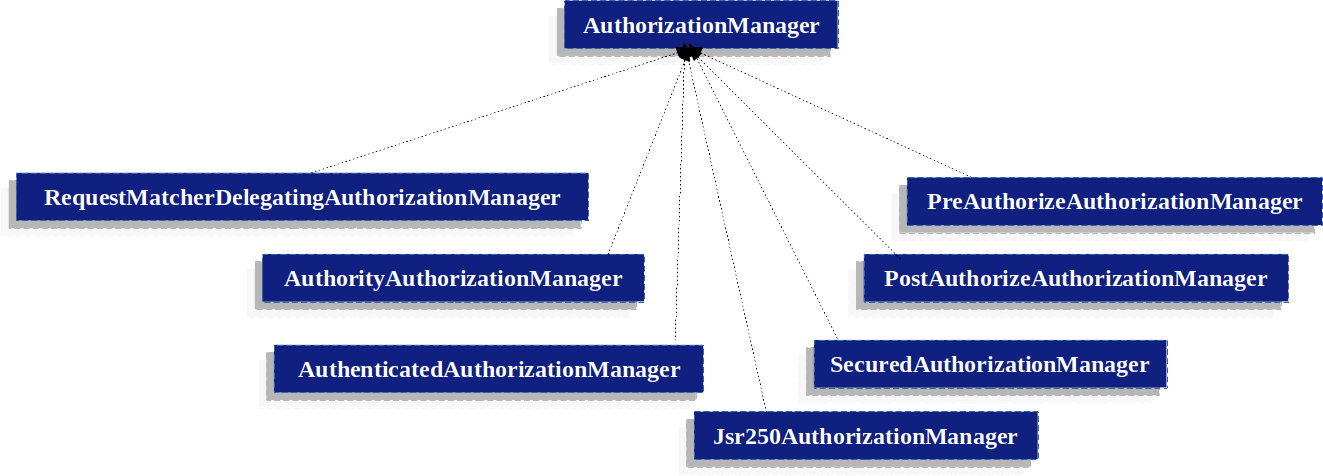 AuthorizationManager
RequestMatcherDelegatingAuthorizationManager
PreAuthorizeAuthorizationManager
AuthorityAuthorizationManager
PostAuthorizeAuthorizationManager
AuthenticatedAuthorizationManager
SecuredAuthorizationManager
Jsr250AuthorizationManager